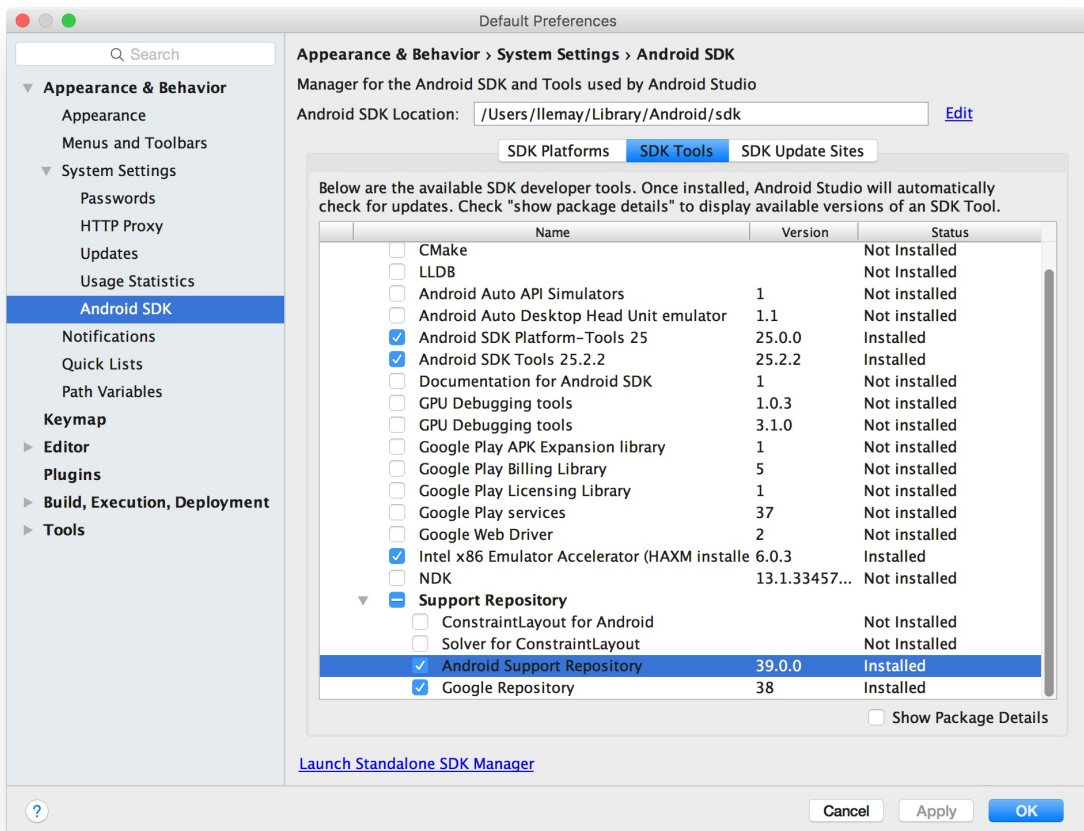 Default Preferences
Search
Appearance & Behavior
Appearance
Menus and Toolbars
System Settings
Passwords
HTTP Proxy
Updates
Usage Statistics
Android SDK
Notifications
Quick Lists
Path Variables
Keymap
Editor
Plugins
Build, Execution, Deployment
Tools
Appearance & Behavior › System Settings › Android SDK
Manager for the Android SDK and Tools used by Android Studio
Android SDK Location: /Users/llemay/Library/Android/sdk Edit
SDK Platforms SDK Tools SDK Update Sites
Below are the available SDK developer tools. Once installed, Android Studio will automatically
check for updates. Check "show package details" to display available versions of an SDK Tool.
Name Version Status
CMake Not Installed
LLDB Not Installed
Android Auto API Simulators 1 Not installed
Android Auto Desktop Head Unit emulator 1.1 Not installed
Android SDK Platform-Tools 25 25.0.0 Installed
Android SDK Tools 25.2.2 25.2.2 Installed
Documentation for Android SDK 1 Not installed
GPU Debugging tools 1.0.3 Not installed
GPU Debugging tools 3.1.0 Not installed
Google Play APK Expansion library 1 Not installed
Google Play Billing Library 5 Not installed
Google Play Licensing Library 1 Not installed
Google Play services 37 Not installed
Google Web Driver 2 Not installed
Intel x86 Emulator Accelerator (HAXM installe 6.0.3 Installed
NDK 13.1.33457... Not installed
Support Repository
ConstraintLayout for Android Not Installed
Solver for ConstraintLayout Not Installed
Android Support Repository 39.0.0 Installed
Google Repository 38 Installed
Show Package Details
Launch Standalone SDK Manager
? Cancel Apply OK